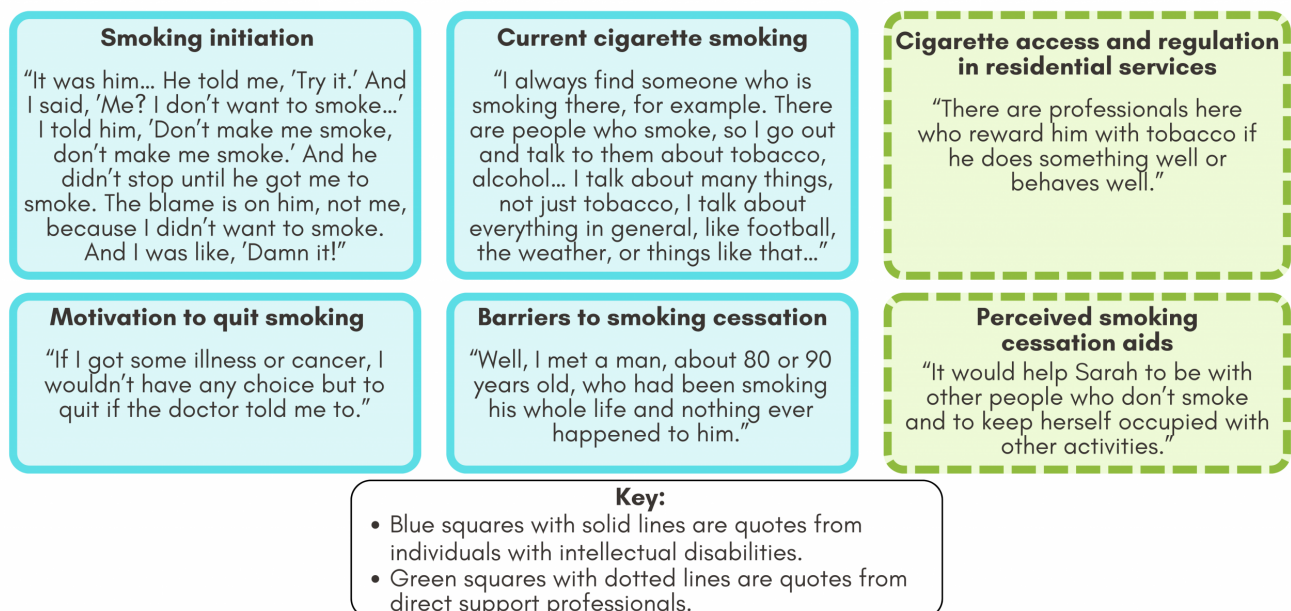 Smoking initiation
“It was him... He told me, ’Try it.’ And
I said, ’Me? I don’t want to smoke...’
I told him, ’Don’t make me smoke,
don’t make me smoke.’ And he
didn’t stop until he got me to
smoke. The blame is on him, not me,
because I didn’t want to smoke.
And I was like, ’Damn it!”
Current cigarette smoking
“I always find someone who is
smoking there, for example. There
are people who smoke, so I go out
and talk to them about tobacco,
alcohol... I talk about many things,
not just tobacco, I talk about
everything in general, like football,
the weather, or things like that...”
Cigarette access and regulation
in residential services
“There are professionals here
who reward him with tobacco if
he does something well or
behaves well.”
Motivation to quit smoking
“If I got some illness or cancer, I
wouldn’t have any choice but to
quit if the doctor told me to.”
Barriers to smoking cessation
“Well, I met a man, about 80 or 90
years old, who had been smoking
his whole life and nothing ever
happened to him.”
Perceived smoking
cessation aids
“It would help Sarah to be with
other people who don’t smoke
and to keep herself occupied with
other activities.”
Key:
• Blue squares with solid lines are quotes from
individuals with intellectual disabilities.
• Green squares with dotted lines are quotes from
direct support professionals.